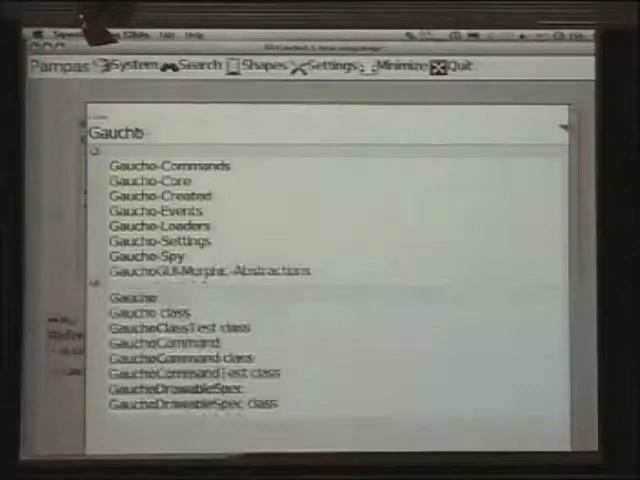 Edit Help
Pampas System Search Shapes Settings Minimize Quit
Gaucho
Gaucho-Commands
Gaucho-Core
Gaucho-Created
Gaucho-Events
Gaucho-Loaders
Gaucho-Settings
Gaucho-Spy
GauchoGUI-Morphic-Abstractions
Gaucho
Gaucho class
GauchoClassTest class
GauchoCommand
GauchoCommand class
GauchoCommandTest class
GauchoDrawableSpec
GauchoDrawableSpec class